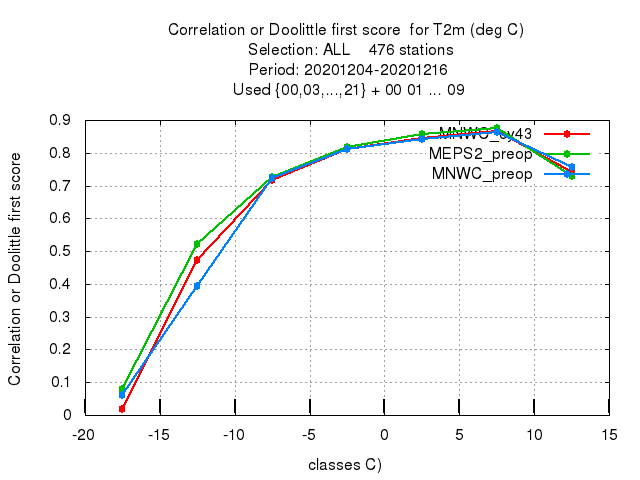 Correlation or Doolittle first score  for T2m (deg C)
Selection: ALL    476 stations
Period: 20201204-20201216
Used {00,03,...,21} + 00 01 ... 09
Correlation or Doolittle first score
0.9
0.8
0.7
0.6
0.5
0.4
0.3
0.2
0.1
0
MNWC_cy43
MEPS2_preop
MNWC_preop
-20 -15 -10 -5 0 5 10 15
classes C)